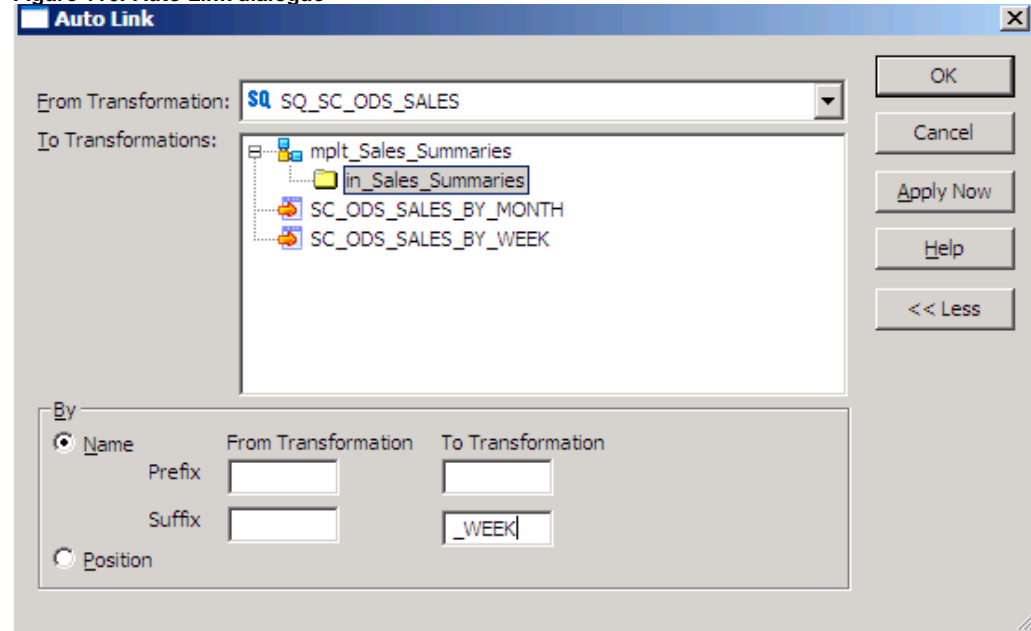 Auto Link
OK
From Transformation: SQ SQ_SC_ODS_SALES
Cancel
To Transformations:
mplt_Sales_Summaries
in_Sales_Summaries
Apply Now
SC_ODS_SALES_BY_MONTH
SC_ODS_SALES_BY_WEEK
Help
<< Less
By
Name From Transformation To Transformation
Prefix
Suffix _WEEK
Position